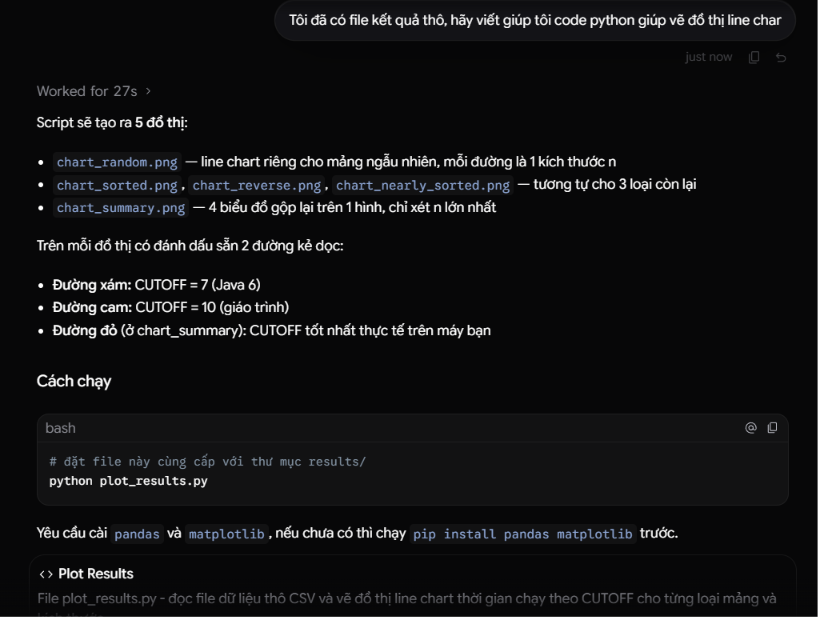 Tôi đã có file kết quả thô, hãy viết giúp tôi code python giúp vẽ đồ thị line char
just now
Worked for 27s >
Script sẽ tạo ra 5 đồ thị:
• chart_random.png — line chart riêng cho mảng ngẫu nhiên, mỗi đường là 1 kích thước n
• chart_sorted.png, chart_reverse.png, chart_nearly_sorted.png — tương tự cho 3 loại còn lại
• chart_summary.png — 4 biểu đồ gộp lại trên 1 hình, chỉ xét n lớn nhất
Trên mỗi đồ thị có đánh dấu sẵn 2 đường kẻ dọc:
• Đường xám: CUTOFF = 7 (Java 6)
• Đường cam: CUTOFF = 10 (giáo trình)
• Đường đỏ (ở chart_summary): CUTOFF tốt nhất thực tế trên máy bạn
Cách chạy
bash
# đặt file này cùng cấp với thư mục results/
python plot_results.py
Yêu cầu cài pandas và matplotlib, nếu chưa có thì chạy pip install pandas matplotlib trước.
<> Plot Results
File plot_results.py - đọc file dữ liệu thô CSV và vẽ đồ thị line chart thời gian chạy theo CUTOFF cho từng loại mảng và